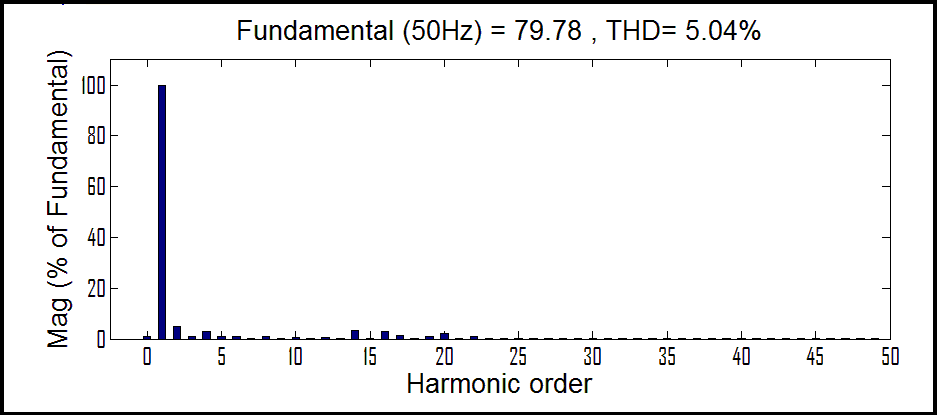 Fundamental (50Hz) = 79.78 , THD= 5.04%
Mag (% of Fundamental)
100
80
60
40
20
0
0 5 10 15 20 25 30 35 40 45 50
Harmonic order